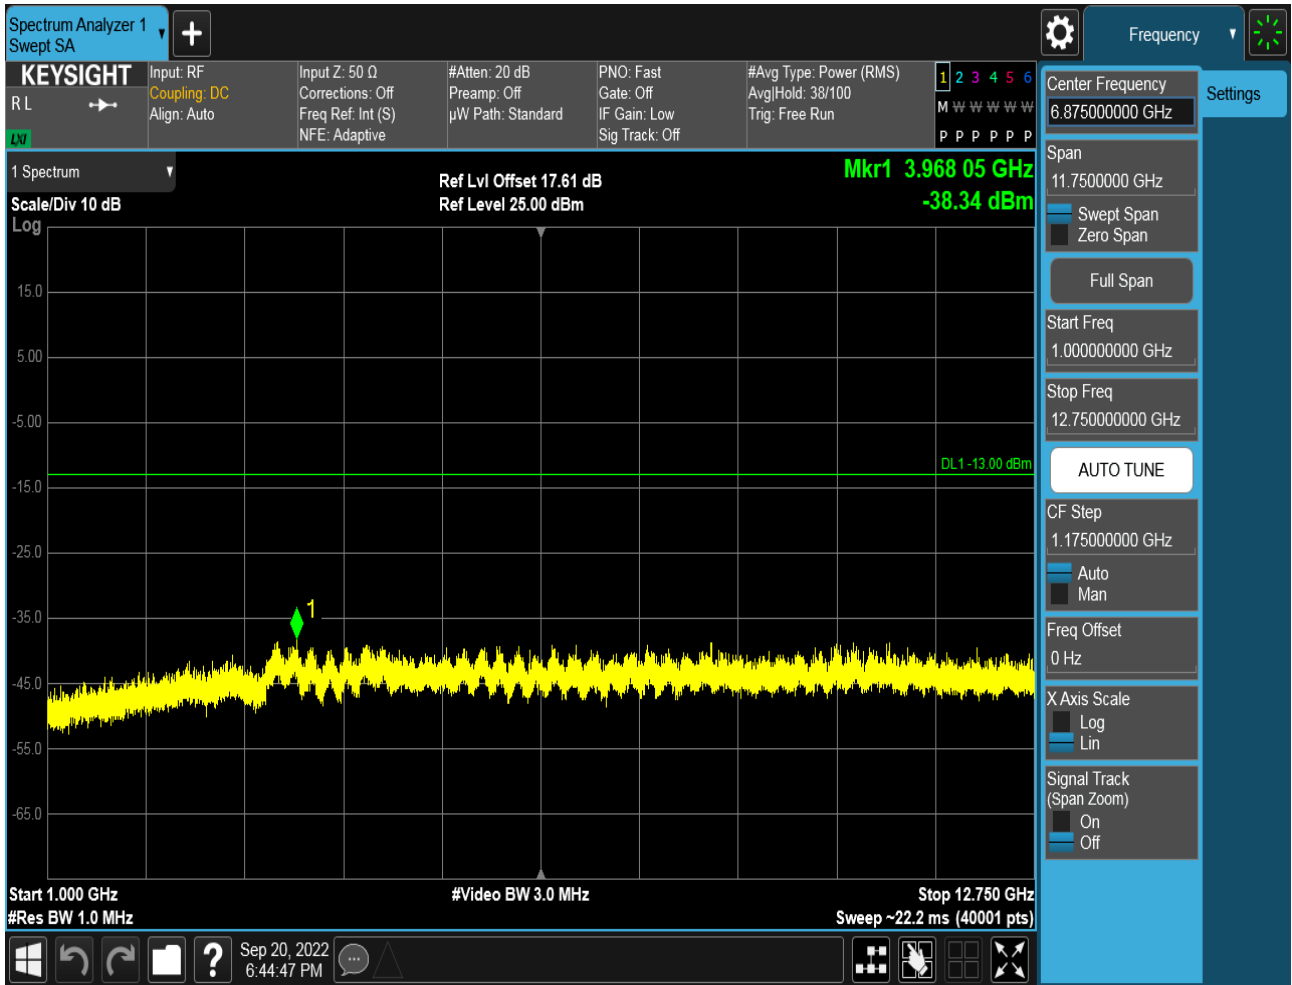 Spectrum Analyzer 1
Swept SA
Frequency
KEYSIGHT
R L
LXI
Input: RF
Coupling: DC
Align: Auto
Input Z: 50 Ω
Corrections: Off
Freq Ref: Int (S)
NFE: Adaptive
#Atten: 20 dB
Preamp: Off
µW Path: Standard
PNO: Fast
Gate: Off
IF Gain: Low
Sig Track: Off
#Avg Type: Power (RMS)
Avg|Hold: 38/100
Trig: Free Run
1 2 3 4 5 6
M W W W W W
P P P P P P
1 Spectrum
Scale/Div 10 dB
Log
Ref Lvl Offset 17.61 dB
Ref Level 25.00 dBm
Mkr1 3.968 05 GHz
-38.34 dBm
15.0
5.00
-5.00
DL1 -13.00 dBm
-15.0
-25.0
-35.0
1
-45.0
-55.0
-65.0
Start 1.000 GHz
#Res BW 1.0 MHz
#Video BW 3.0 MHz
Stop 12.750 GHz
Sweep ~22.2 ms (40001 pts)
Center Frequency
6.875000000 GHz
Settings
Span
11.7500000 GHz
Swept Span
Zero Span
Full Span
Start Freq
1.000000000 GHz
Stop Freq
12.750000000 GHz
AUTO TUNE
CF Step
1.175000000 GHz
Auto
Man
Freq Offset
0 Hz
X Axis Scale
Log
Lin
Signal Track
(Span Zoom)
On
Off
?
Sep 20, 2022
6:44:47 PM